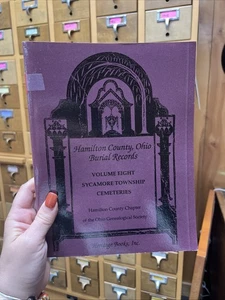 Hamilton County, Ohio
Burial Records
VOLUME EIGHT
SYCAMORE TOWNSHIP
CEMETERIES
Hamilton County Chapter
of the Ohio Genealogical Society
Heritage Books, Inc.